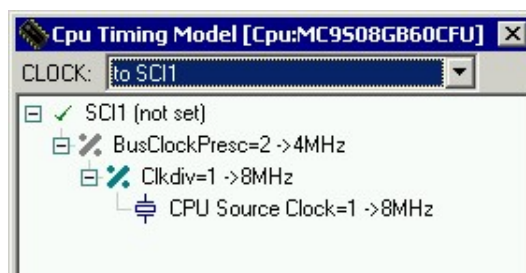 Cpu Timing Model [Cpu:MC9S08GB60CFU]
CLOCK: to SCI1
SCI1 (not set)
BusClockPresc=2 ->4MHz
Clkdiv=1 ->8MHz
CPU Source Clock=1 ->8MHz